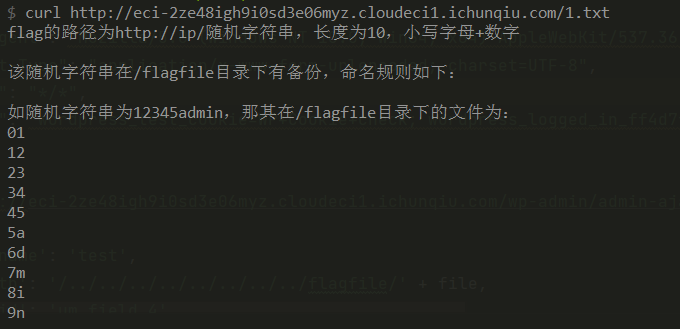 $ curl http://eci-2ze48igh9i0sd3e06myz.cloudeci1.ichunqiu.com/1.txt
flag的路径为http://ip/随机字符串，长度为10，小写字母+数字
该随机字符串在/flagfile目录下有备份，命名规则如下：
如随机字符串为12345admin，那其在/flagfile目录下的文件为：
01
12
23
34
45
5a
6d
7m
8i
9n